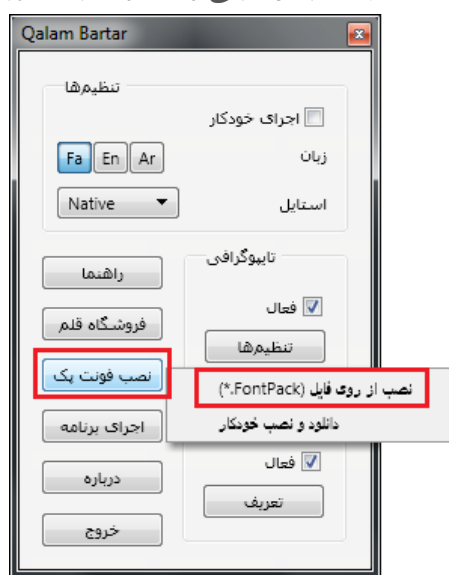 Qalam Bartar
تنظیم‌ها
اجرای خودکار
زبان
Fa En Ar
استایل
Native
تایپوگرافی
فعال
تنظیم‌ها
راهنما
فروشگاه قلم
نصب فونت پک
نصب از روی فایل (FontPack.*)
دانلود و نصب خودکار
اجرای برنامه
فعال
تعریف
درباره
خروج